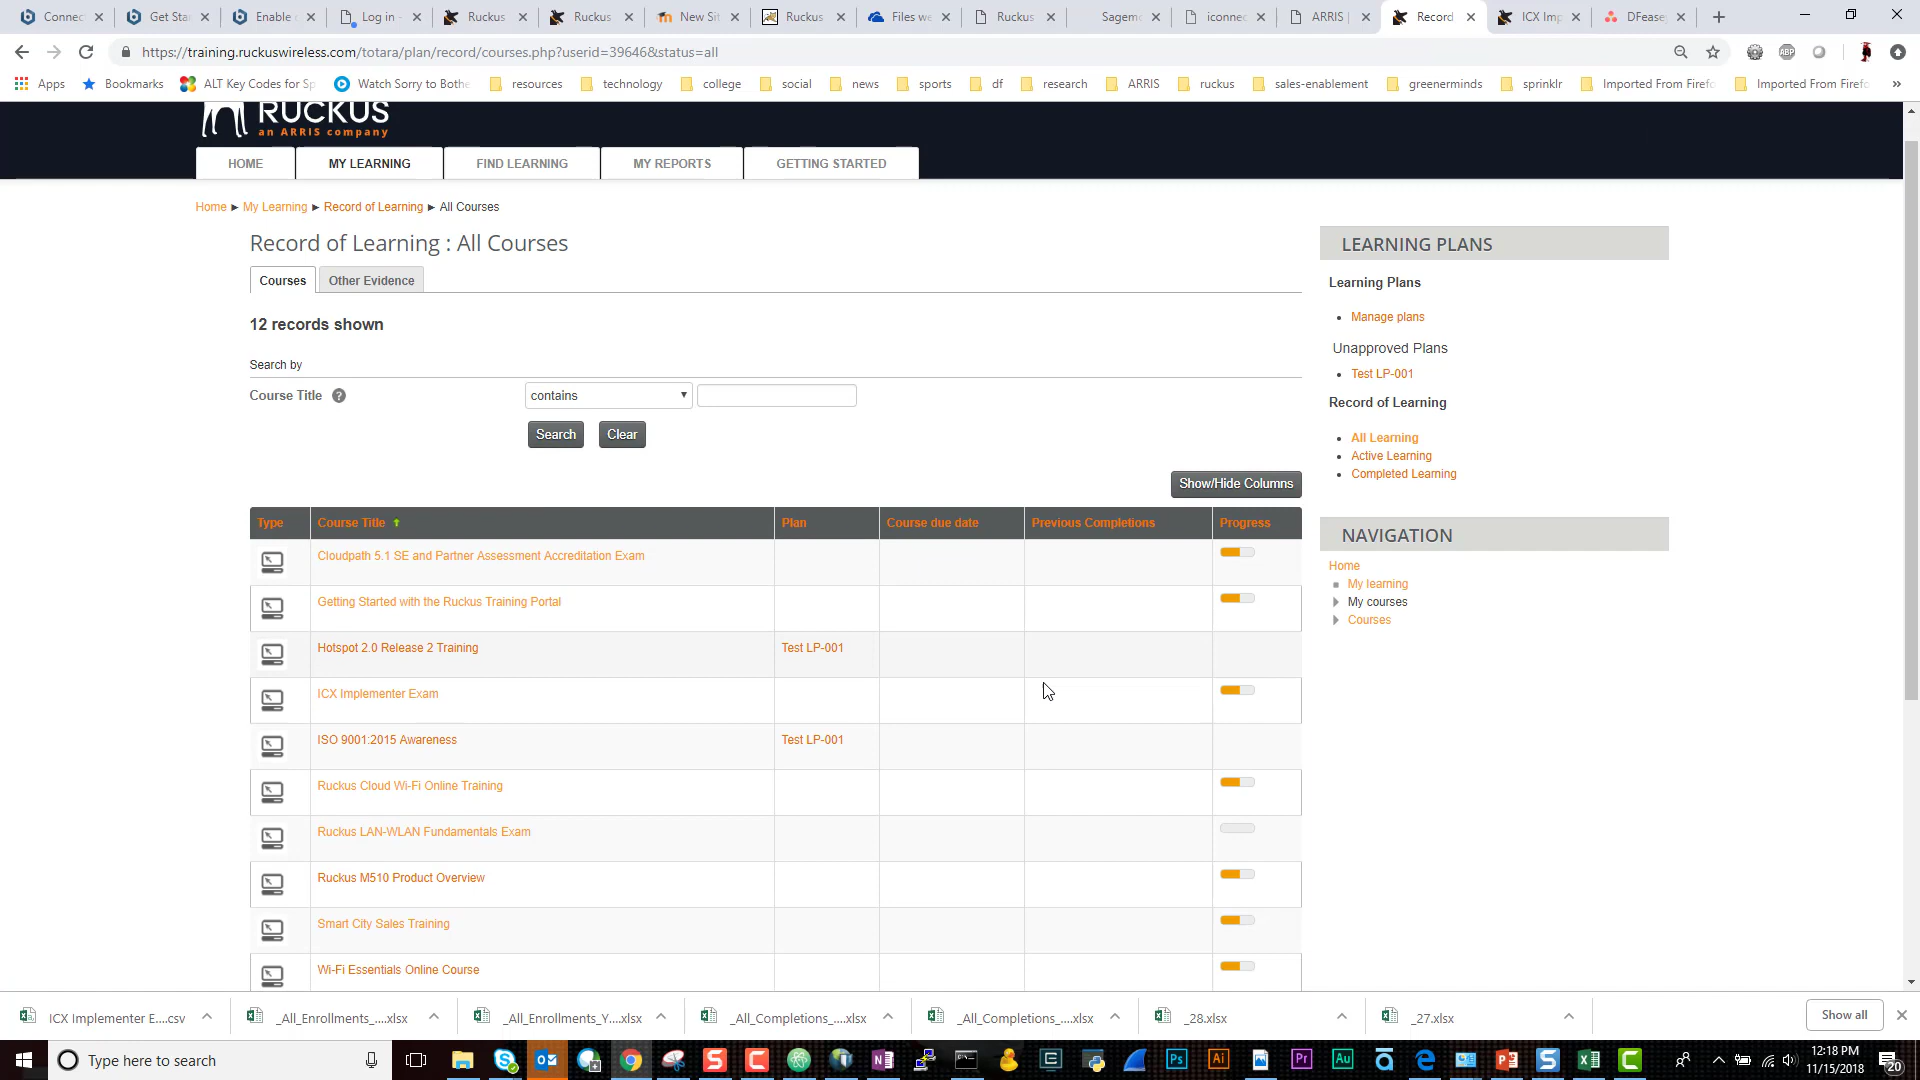 Connect
Get Star
Enable
Log in -
Ruckus
Ruckus
New Sit
Ruckus
Files we
Ruckus
Sagem
iconnec
ARRIS |
Record
ICX Imp
DFease
https://training.ruckuswireless.com/totara/plan/record/courses.php?userid=39646&status=all
ABP
Apps
Bookmarks
ALT Key Codes for Sp
Watch Sorry to Bothe
resources
technology
college
social
news
sports
df
research
ARRIS
ruckus
sales-enablement
greenerminds
sprinklr
Imported From Firefo
Imported From Firefo
RUCKUS
an ARRIS company
HOME
MY LEARNING
FIND LEARNING
MY REPORTS
GETTING STARTED
Home ► My Learning ► Record of Learning ► All Courses
Record of Learning : All Courses
Courses
Other Evidence
12 records shown
Search by
Course Title
contains
Search
Clear
Show/Hide Columns
Type
Course Title
Plan
Course due date
Previous Completions
Progress
Cloudpath 5.1 SE and Partner Assessment Accreditation Exam
Getting Started with the Ruckus Training Portal
Hotspot 2.0 Release 2 Training
Test LP-001
ICX Implementer Exam
ISO 9001:2015 Awareness
Test LP-001
Ruckus Cloud Wi-Fi Online Training
Ruckus LAN-WLAN Fundamentals Exam
Ruckus M510 Product Overview
Smart City Sales Training
Wi-Fi Essentials Online Course
LEARNING PLANS
Learning Plans
Manage plans
Unapproved Plans
Test LP-001
Record of Learning
All Learning
Active Learning
Completed Learning
NAVIGATION
Home
My learning
My courses
Courses
ICX Implementer E....csv
_All_Enrollments_....xlsx
_All_Enrollments_Y....xlsx
_All_Completions_....xlsx
_All_Completions_....xlsx
_28.xlsx
_27.xlsx
Show all
Type here to search
12:18 PM
11/15/2018
20